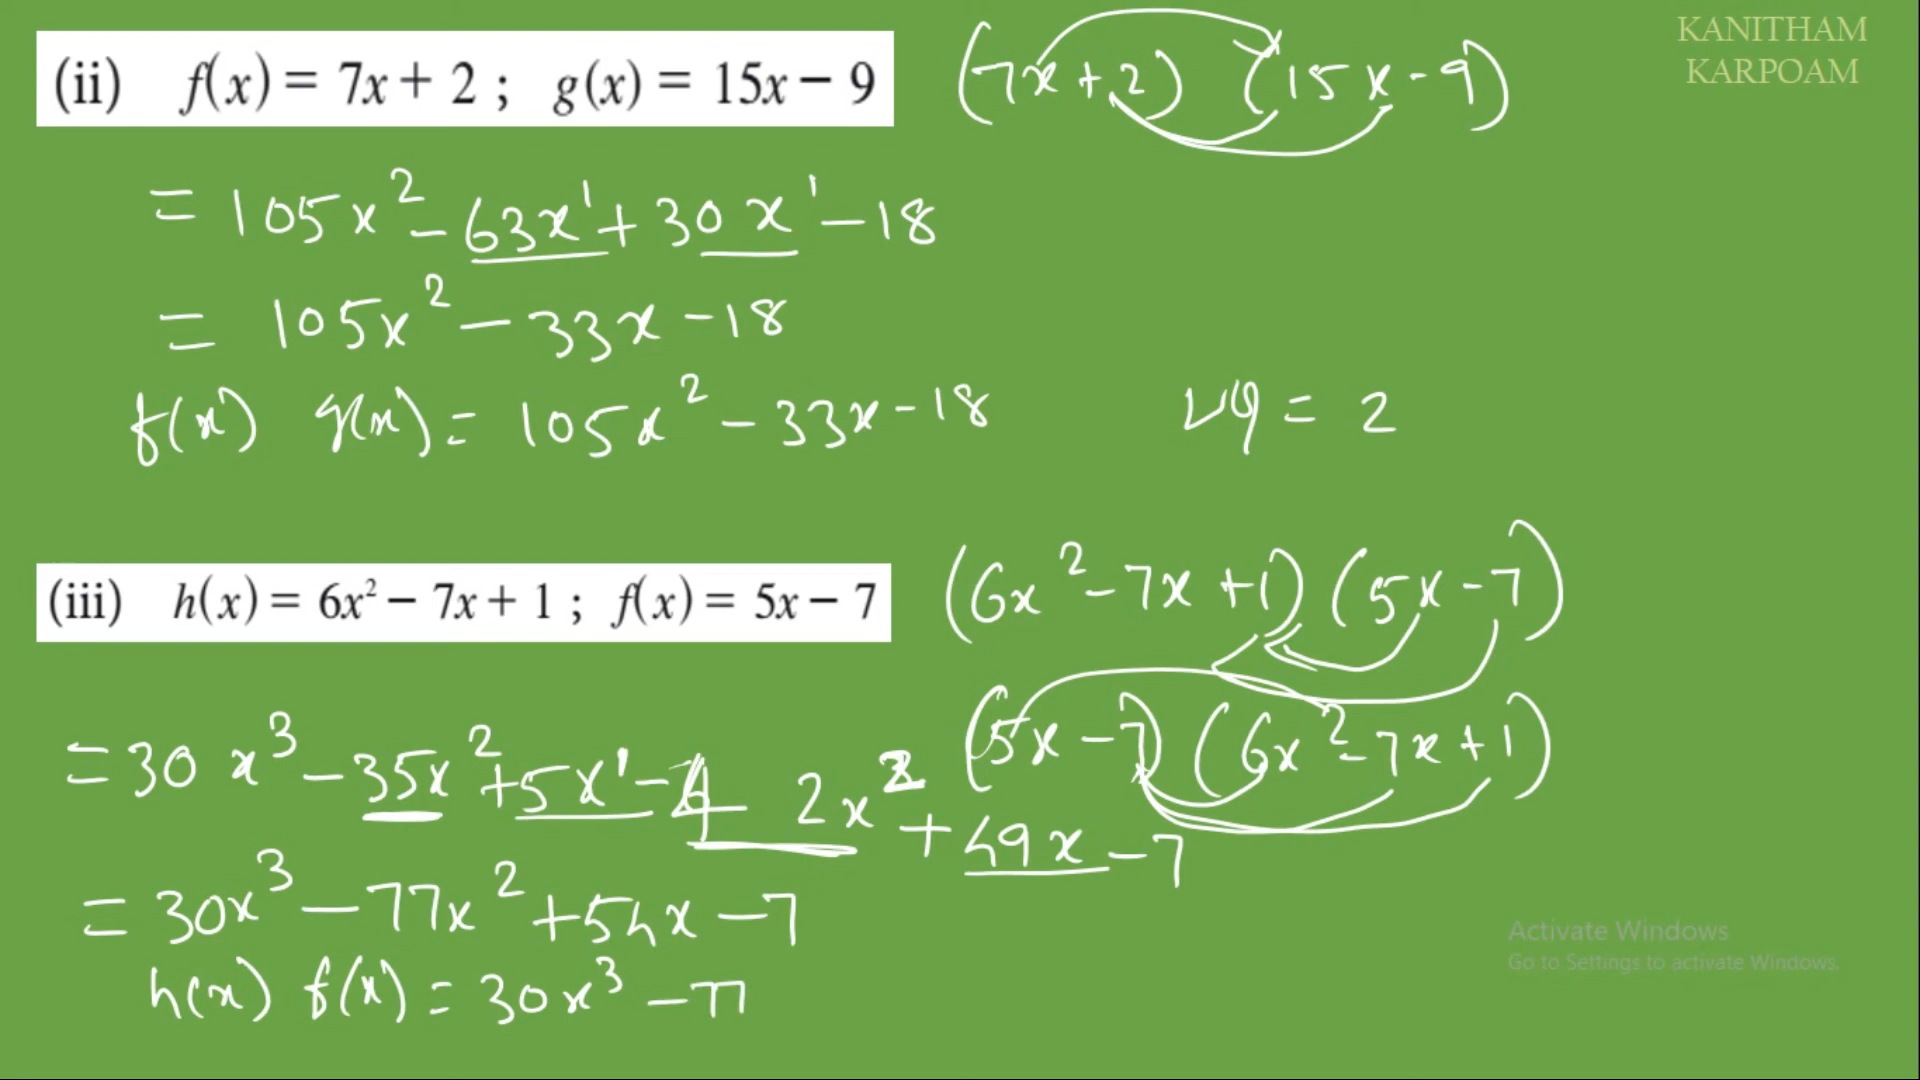 KANITHAM
KARPOAM
(ii) f(x) = 7x + 2 ; g(x) = 15x − 9
(7x+2) (15x-9)
= 105x² - 63x¹ + 30x¹ - 18
= 105x² - 33x - 18
f(x) g(x) = 105x² - 33x - 18
படி = 2
(iii) h(x) = 6x² − 7x + 1 ; f(x) = 5x − 7
(6x² - 7x + 1) (5x - 7)
(5x - 7) (6x² - 7x + 1)
= 30x³ - 35x² + 5x¹ - 42x² + 49x - 7
= 30x³ - 77x² + 54x - 7
h(x) f(x) = 30x³ - 77
Activate Windows
Go to Settings to activate Windows.